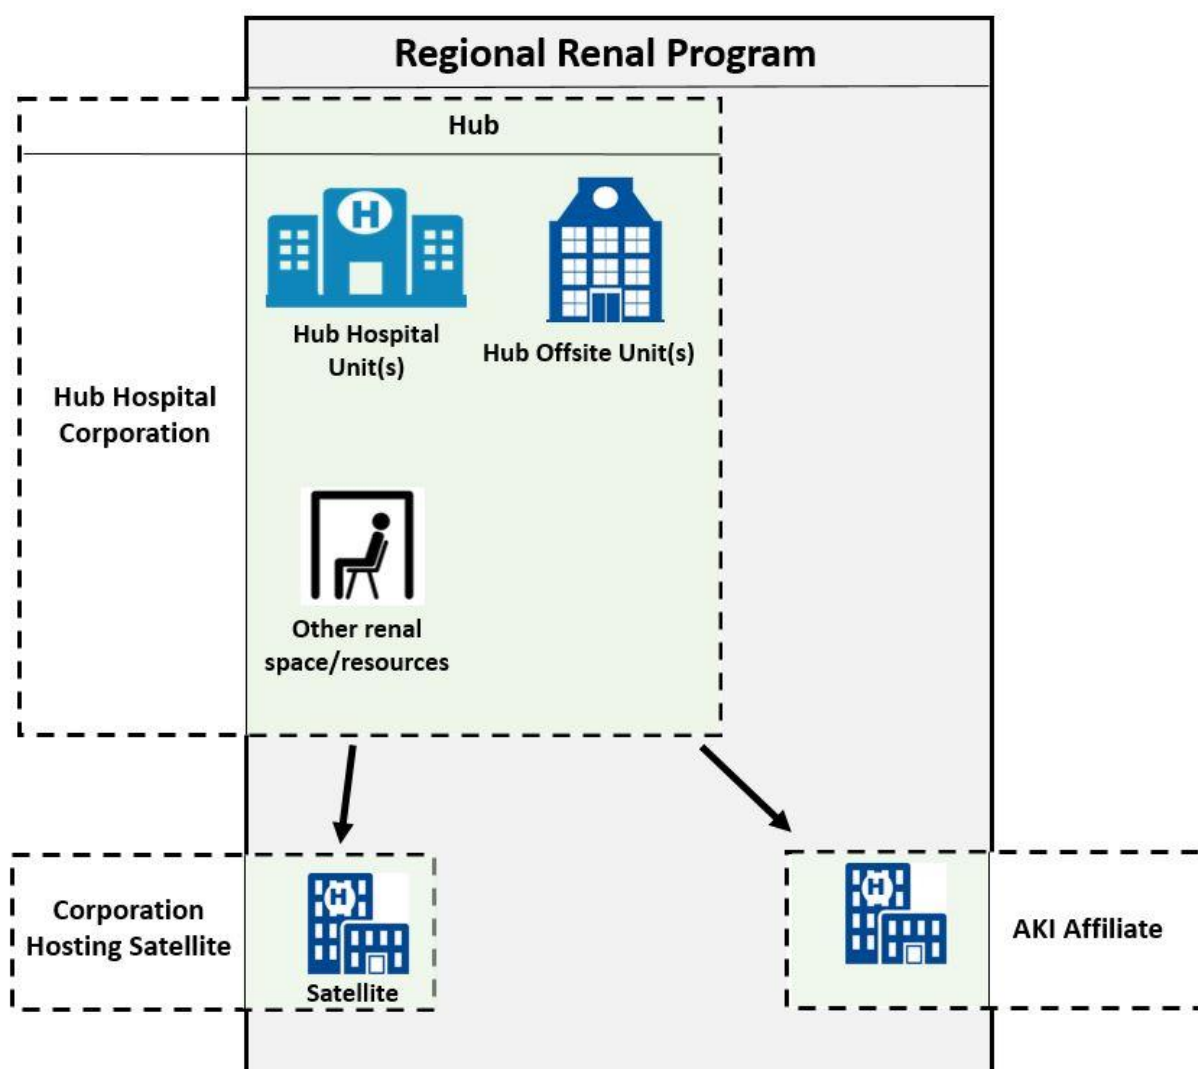 Regional Renal Program
Hub
H
Hub Hospital
Unit(s)
Hub Offsite Unit(s)
Hub Hospital
Corporation
Other renal
space/resources
Corporation
Hosting Satellite
H
Satellite
H
AKI Affiliate